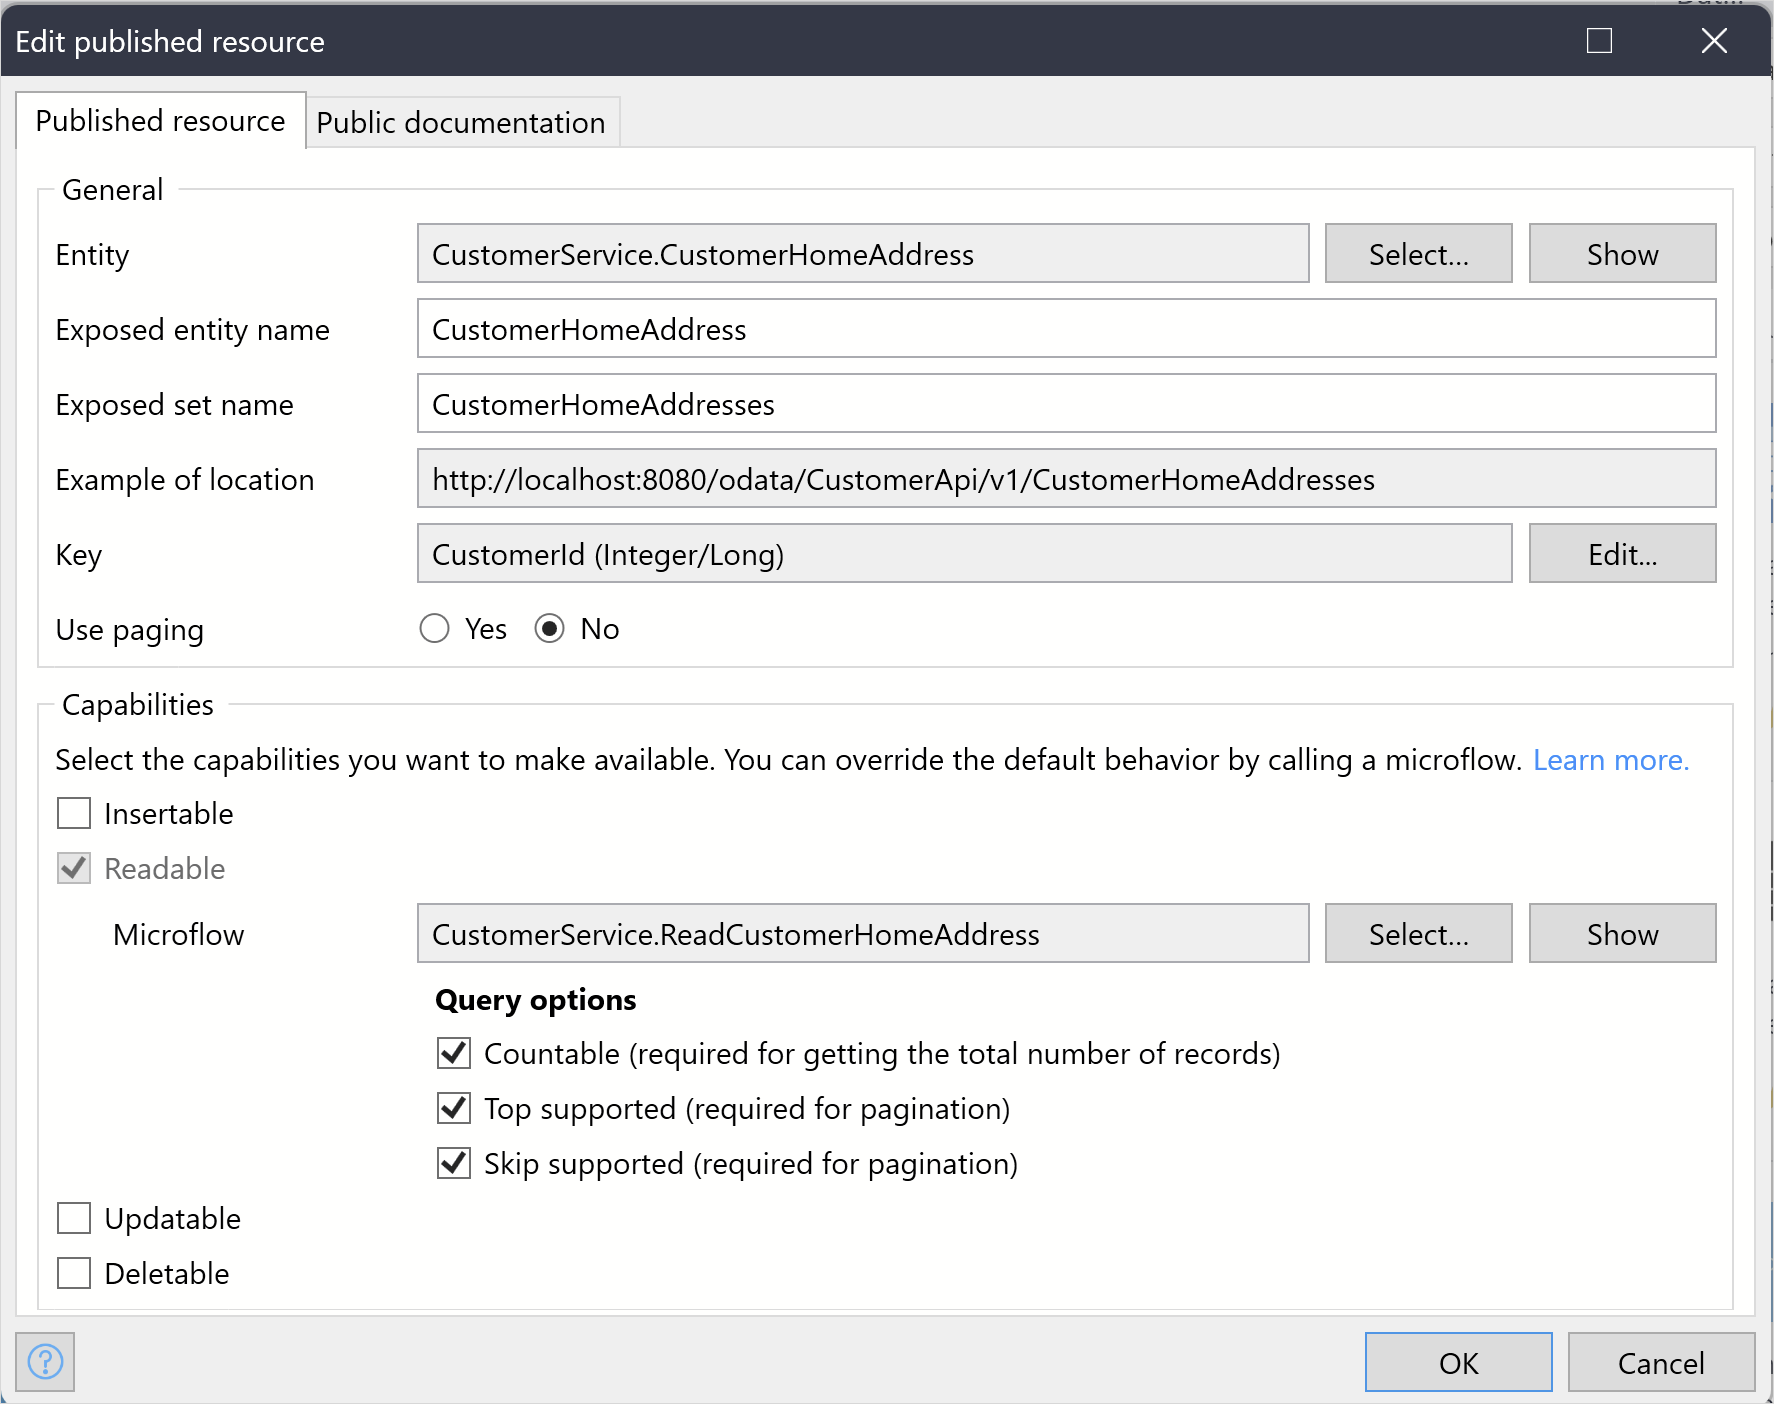 Edit published resource
Published resource Public documentation
General
Entity CustomerService.CustomerHomeAddress Select... Show
Exposed entity name CustomerHomeAddress
Exposed set name CustomerHomeAddresses
Example of location http://localhost:8080/odata/CustomerApi/v1/CustomerHomeAddresses
Key CustomerId (Integer/Long) Edit...
Use paging Yes No
Capabilities
Select the capabilities you want to make available. You can override the default behavior by calling a microflow. Learn more.
Insertable
Readable
Microflow CustomerService.ReadCustomerHomeAddress Select... Show
Query options
Countable (required for getting the total number of records)
Top supported (required for pagination)
Skip supported (required for pagination)
Updatable
Deletable
? OK Cancel